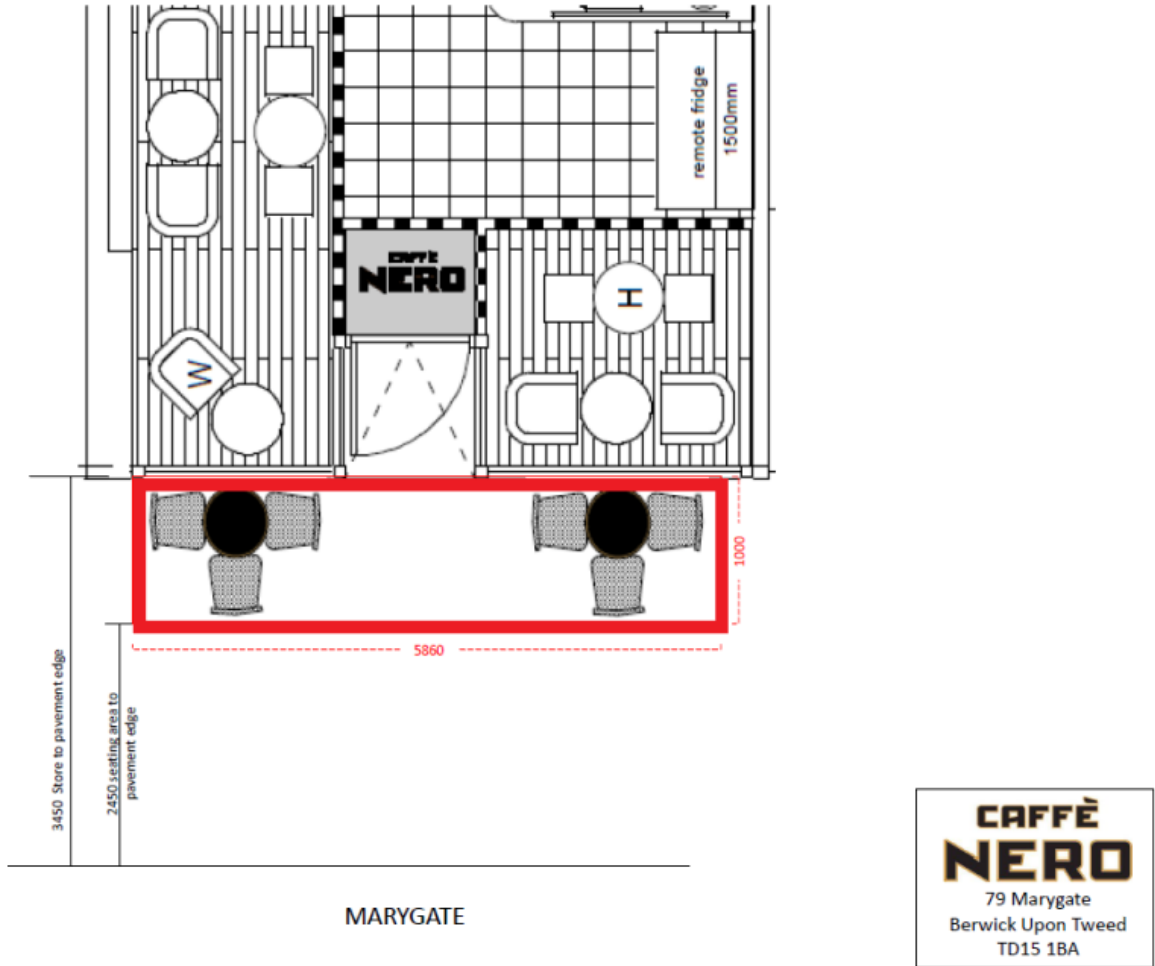 remote fridge
1500mm
CAFFÈ
NERO
H
W
1000
5860
3450 Store to pavement edge
2450 seating area to
pavement edge
MARYGATE
CAFFÈ
NERO
79 Marygate
Berwick Upon Tweed
TD15 1BA